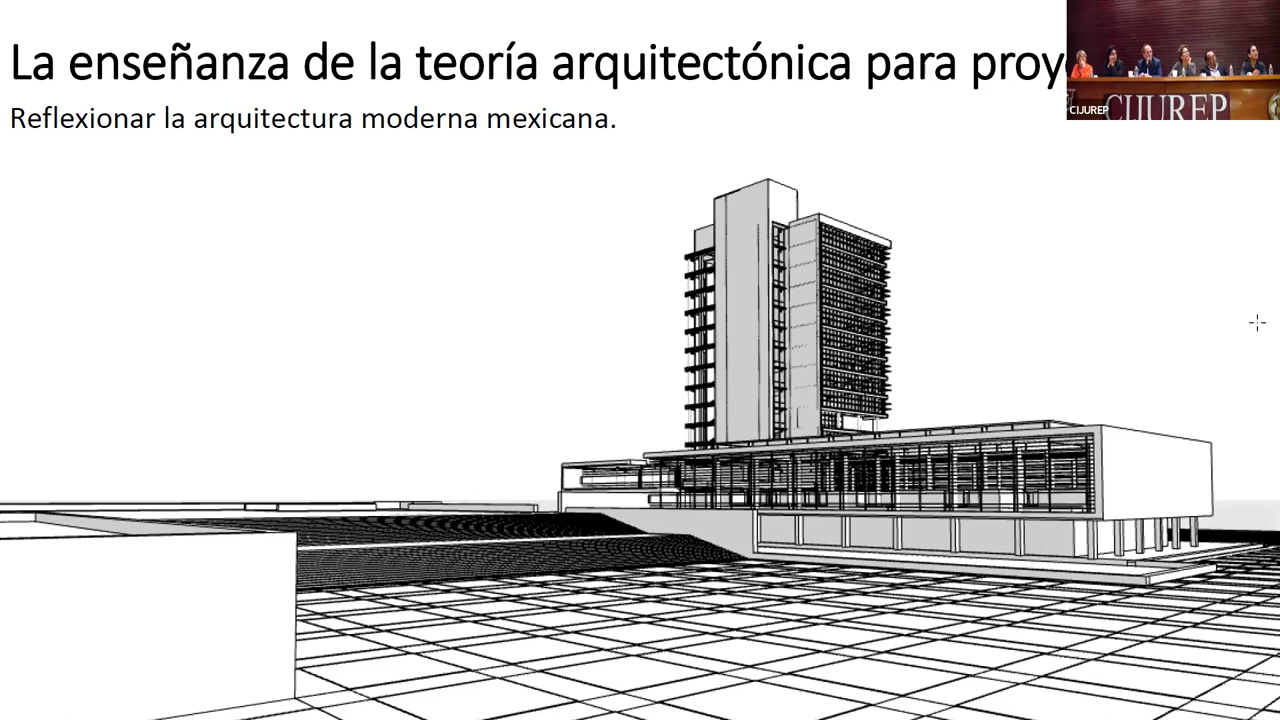 La enseñanza de la teoría arquitectónica para proy
Reflexionar la arquitectura moderna mexicana.
CIJUREP
CIJUREP